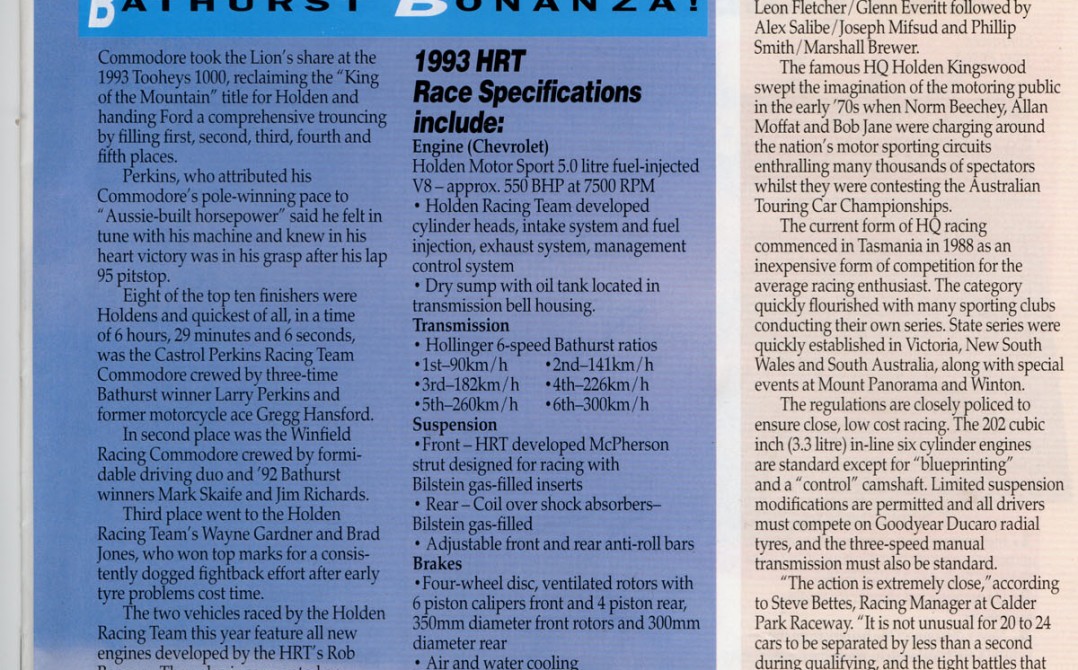 BATHURST BONANZA!
Commodore took the Lion's share at the
1993 Tooheys 1000, reclaiming the "King
of the Mountain" title for Holden and
handing Ford a comprehensive trouncing
by filling first, second, third, fourth and
fifth places.
Perkins, who attributed his
Commodore's pole-winning pace to
"Aussie-built horsepower" said he felt in
tune with his machine and knew in his
heart victory was in his grasp after his lap
95 pitstop.
Eight of the top ten finishers were
Holdens and quickest of all, in a time
of 6 hours, 29 minutes and 6 seconds,
was the Castrol Perkins Racing Team
Commodore crewed by three-time
Bathurst winner Larry Perkins and
former motorcycle ace Gregg Hansford.
In second place was the Winfield
Racing Commodore crewed by formi-
dable driving duo and '92 Bathurst
winners Mark Skaife and Jim Richards.
Third place went to the Holden
Racing Team's Wayne Gardner and Brad
Jones, who won top marks for a consis-
tently dogged fightback effort after early
tyre problems cost time.
The two vehicles raced by the Holden
Racing Team this year feature all new
engines developed by the HRT's Rob
1993 HRT
Race Specifications
include:
Engine (Chevrolet)
Holden Motor Sport 5.0 litre fuel-injected
V8 – approx. 550 BHP at 7500 RPM
• Holden Racing Team developed
cylinder heads, intake system and fuel
injection, exhaust system, management
control system
• Dry sump with oil tank located in
transmission bell housing.
Transmission
• Hollinger 6-speed Bathurst ratios
•1st–90km/h •2nd–141km/h
•3rd–182km/h •4th–226km/h
•5th–260km/h •6th–300km/h
Suspension
•Front – HRT developed McPherson
strut designed for racing with
Bilstein gas-filled inserts
• Rear – Coil over shock absorbers–
Bilstein gas-filled
• Adjustable front and rear anti-roll bars
Brakes
•Four-wheel disc, ventilated rotors with
6 piston calipers front and 4 piston rear,
350mm diameter front rotors and 300mm
diameter rear
• Air and water cooling
Leon Fletcher/Glenn Everitt followed by
Alex Salibe/Joseph Mifsud and Phillip
Smith/Marshall Brewer.
The famous HQ Holden Kingswood
swept the imagination of the motoring public
in the early '70s when Norm Beechey, Allan
Moffat and Bob Jane were charging around
the nation's motor sporting circuits
enthralling many thousands of spectators
whilst they were contesting the Australian
Touring Car Championships.
The current form of HQ racing
commenced in Tasmania in 1988 as an
inexpensive form of competition for the
average racing enthusiast. The category
quickly flourished with many sporting clubs
conducting their own series. State series were
quickly established in Victoria, New South
Wales and South Australia, along with special
events at Mount Panorama and Winton.
The regulations are closely policed to
ensure close, low cost racing. The 202 cubic
inch (3.3 litre) in-line six cylinder engines
are standard except for "blueprinting"
and a "control" camshaft. Limited suspension
modifications are permitted and all drivers
must compete on Goodyear Ducaro radial
tyres, and the three-speed manual
transmission must also be standard.
"The action is extremely close," according
to Steve Bettes, Racing Manager at Calder
Park Raceway. "It is not unusual for 20 to 24
cars to be separated by less than a second
during qualifying, and the tight battles that